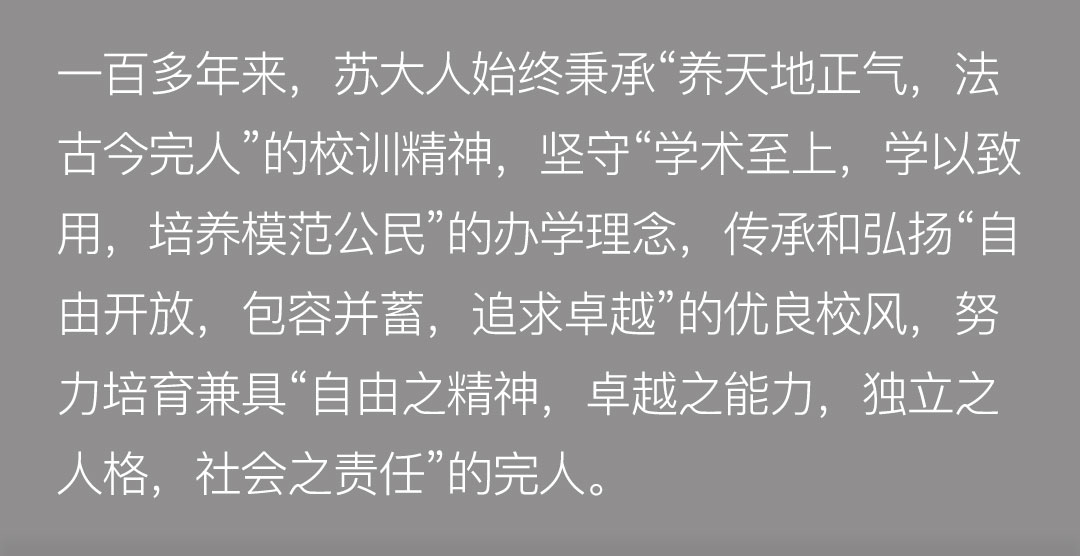 一百多年来，苏大人始终秉承“养天地正气，法
古今完人”的校训精神，坚守“学术至上，学以致
用，培养模范公民”的办学理念，传承和弘扬“自
由开放，包容并蓄，追求卓越”的优良校风，努
力培育兼具“自由之精神，卓越之能力，独立之
人格，社会之责任”的完人。